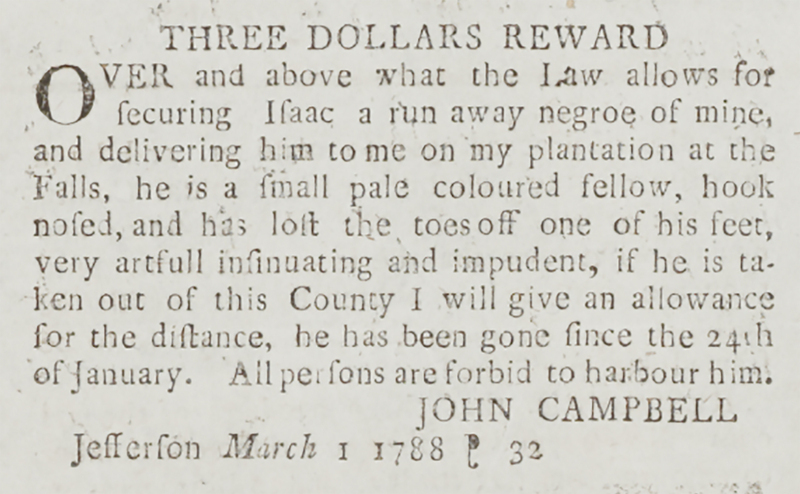 THREE DOLLARS REWARD
OVER and above what the Law allows for
ſecuring Iſaac a run away negroe of mine,
and delivering him to me on my plantation at the
Falls, he is a ſmall pale coloured fellow, hook
noſed, and has loſt the toes off one of his feet,
very artfull inſinuating and impudent, if he is ta-
ken out of this County I will give an allowance
for the diſtance, he has been gone ſince the 24th
of January. All perſons are forbid to harbour him.
JOHN CAMPBELL
Jefferſon March 1 1788 ⁋ 32